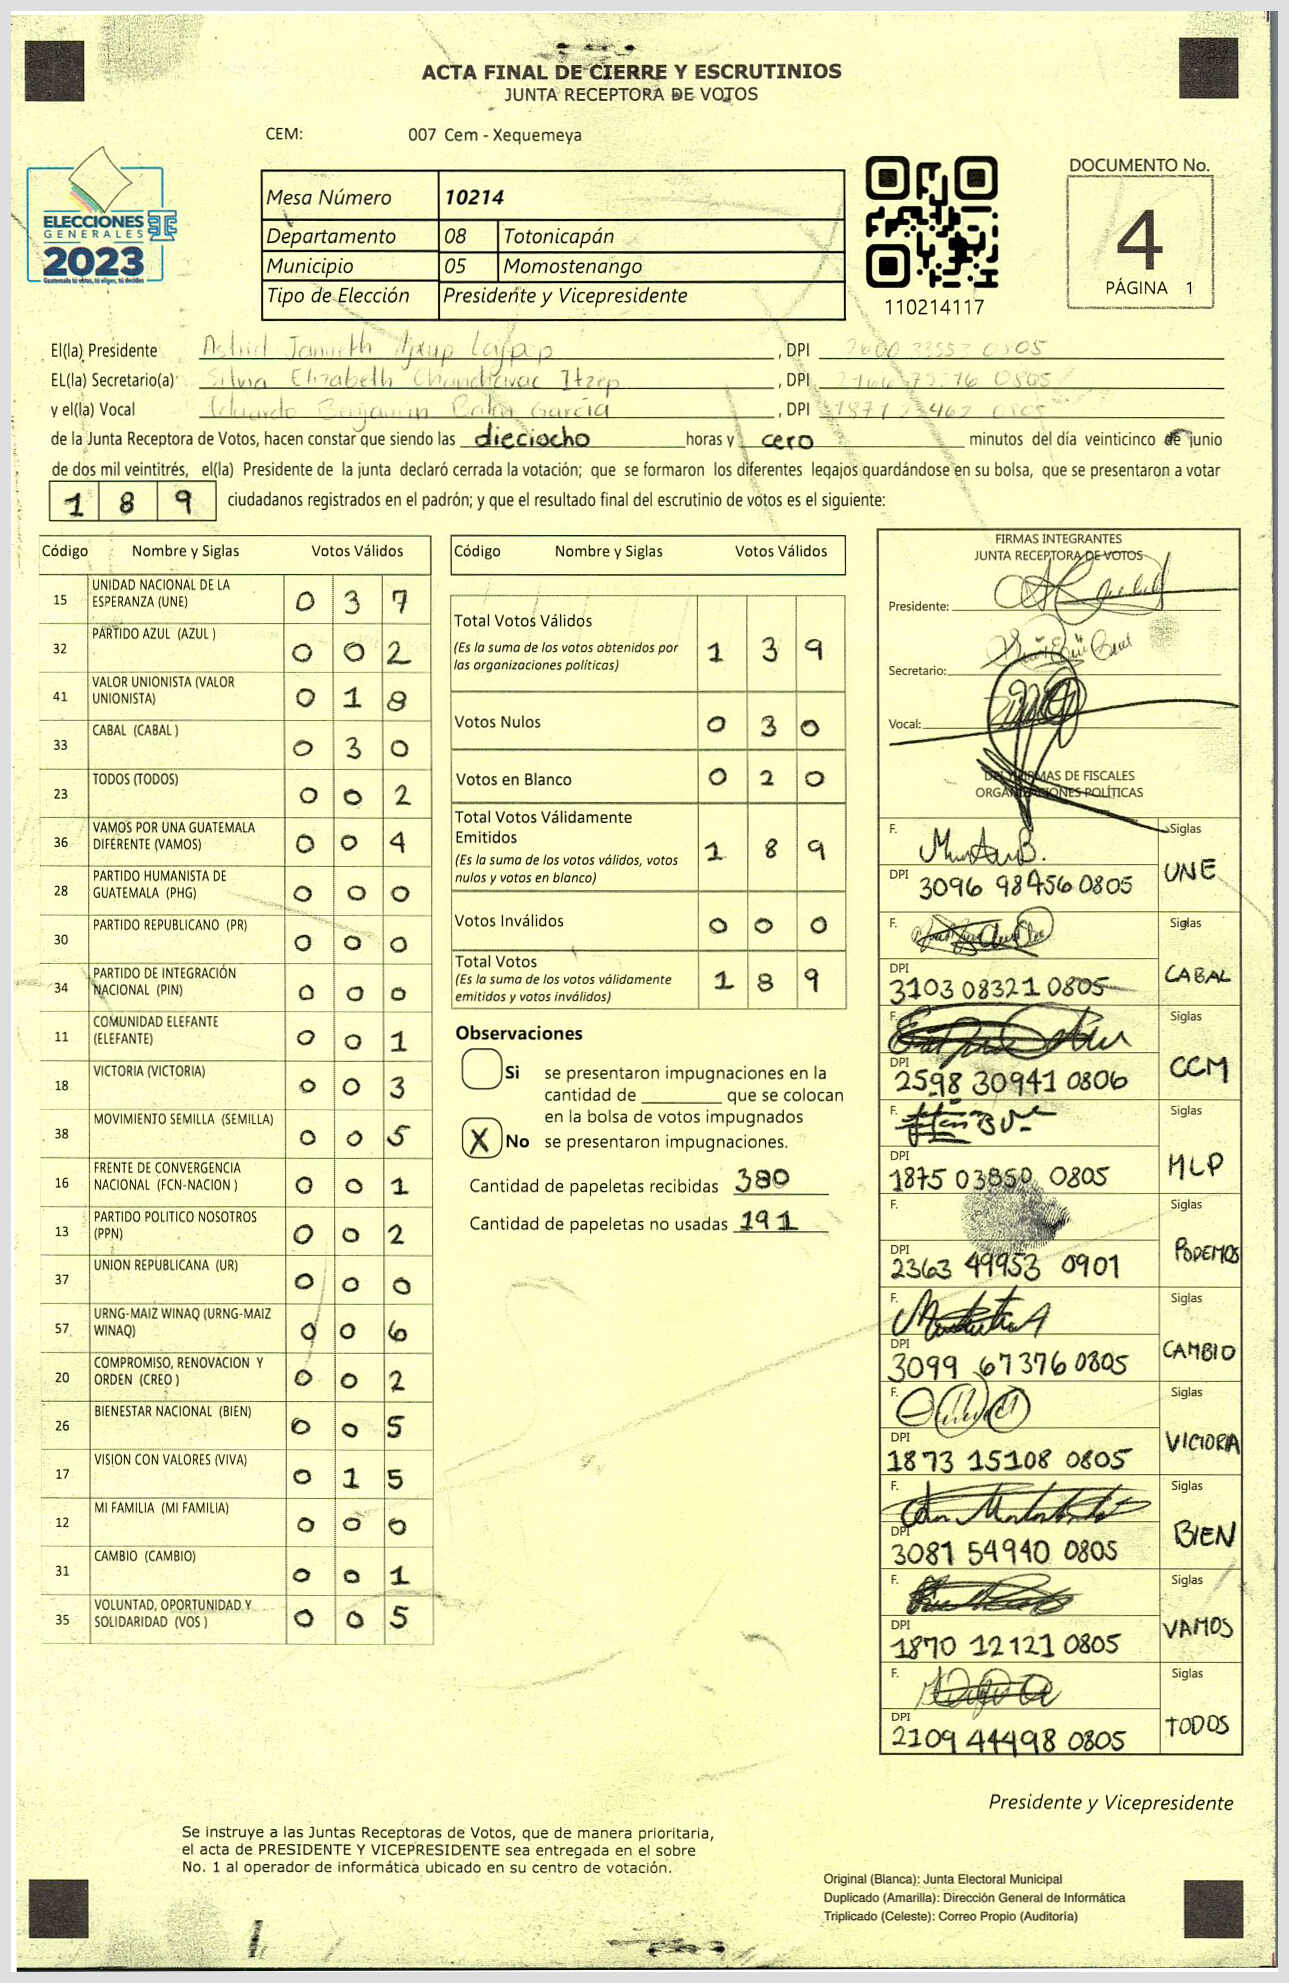 ACTA FINAL DE CIERRE Y ESCRUTINIOS
JUNTA RECEPTORA DE VOTOS
CEM: 007 Cem - Xequemeya
ELECCIONES
GENERALES
2023
Guatemala tú votas, tú eliges, tú decides
Mesa Número 10214
Departamento 08 Totonicapán
Municipio 05 Momostenango
Tipo de Elección Presidente y Vicepresidente
110214117
DOCUMENTO No.
4
PÁGINA 1
El(la) Presidente Astrid Janneth , DPI 0805
EL(la) Secretario(a) Silvia Elizabeth Itzep , DPI 0805
y el(la) Vocal Eduardo García , DPI 0805
de la Junta Receptora de Votos, hacen constar que siendo las dieciocho horas y cero minutos del día veinticinco de junio
de dos mil veintitrés, el(la) Presidente de la junta declaró cerrada la votación; que se formaron los diferentes legajos guardándose en su bolsa, que se presentaron a votar
1 8 9 ciudadanos registrados en el padrón; y que el resultado final del escrutinio de votos es el siguiente:
Código Nombre y Siglas Votos Válidos
15 UNIDAD NACIONAL DE LA ESPERANZA (UNE) 0 3 7
32 PARTIDO AZUL (AZUL ) 0 0 2
41 VALOR UNIONISTA (VALOR UNIONISTA) 0 1 8
33 CABAL (CABAL ) 0 3 0
23 TODOS (TODOS) 0 0 2
36 VAMOS POR UNA GUATEMALA DIFERENTE (VAMOS) 0 0 4
28 PARTIDO HUMANISTA DE GUATEMALA (PHG) 0 0 0
30 PARTIDO REPUBLICANO (PR) 0 0 0
34 PARTIDO DE INTEGRACIÓN NACIONAL (PIN) 0 0 0
11 COMUNIDAD ELEFANTE (ELEFANTE) 0 0 1
18 VICTORIA (VICTORIA) 0 0 3
38 MOVIMIENTO SEMILLA (SEMILLA) 0 0 5
16 FRENTE DE CONVERGENCIA NACIONAL (FCN-NACION ) 0 0 1
13 PARTIDO POLITICO NOSOTROS (PPN) 0 0 2
37 UNION REPUBLICANA (UR) 0 0 0
57 URNG-MAIZ WINAQ (URNG-MAIZ WINAQ) 0 0 6
20 COMPROMISO, RENOVACION Y ORDEN (CREO ) 0 0 2
26 BIENESTAR NACIONAL (BIEN) 0 0 5
17 VISION CON VALORES (VIVA) 0 1 5
12 MI FAMILIA (MI FAMILIA) 0 0 0
31 CAMBIO (CAMBIO) 0 0 1
35 VOLUNTAD, OPORTUNIDAD Y SOLIDARIDAD (VOS ) 0 0 5
Código Nombre y Siglas Votos Válidos
Total Votos Válidos 1 3 9
(Es la suma de los votos obtenidos por
las organizaciones políticas)
Votos Nulos 0 3 0
Votos en Blanco 0 2 0
Total Votos Válidamente
Emitidos 1 8 9
(Es la suma de los votos válidos, votos
nulos y votos en blanco)
Votos Inválidos 0 0 0
Total Votos 1 8 9
(Es la suma de los votos válidamente
emitidos y votos inválidos)
Observaciones
Si se presentaron impugnaciones en la
cantidad de ________ que se colocan
en la bolsa de votos impugnados
X No se presentaron impugnaciones.
Cantidad de papeletas recibidas 380
Cantidad de papeletas no usadas 191
FIRMAS INTEGRANTES
JUNTA RECEPTORA DE VOTOS
Presidente:
Secretario:
Vocal:
DPI Y FIRMAS DE FISCALES
ORGANIZACIONES POLÍTICAS
F. Siglas
DPI 3096 98456 0805 UNE
F. Siglas
DPI 3103 08321 0805 CABAL
F. Siglas
DPI 2598 30941 0806 CCM
F. Siglas
DPI 1875 03850 0805 MLP
F. Siglas
DPI 2363 49953 0901 PODEMOS
F. Siglas
DPI 3099 67376 0805 CAMBIO
F. Siglas
DPI 1873 15108 0805 VICTORIA
F. Siglas
DPI 3081 54940 0805 BIEN
F. Siglas
DPI 1870 12121 0805 VAMOS
F. Siglas
DPI 2109 44498 0805 TODOS
Presidente y Vicepresidente
Se instruye a las Juntas Receptoras de Votos, que de manera prioritaria,
el acta de PRESIDENTE Y VICEPRESIDENTE sea entregada en el sobre
No. 1 al operador de informática ubicado en su centro de votación.
Original (Blanca): Junta Electoral Municipal
Duplicado (Amarilla): Dirección General de Informática
Triplicado (Celeste): Correo Propio (Auditoría)